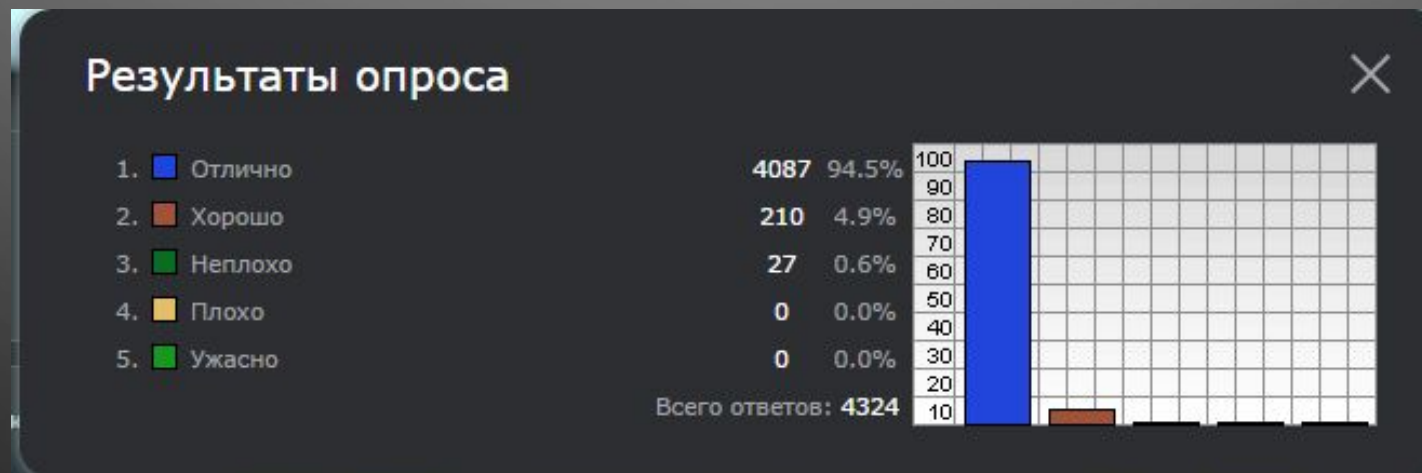 Результаты опроса
1. Отлично 4087 94.5%
2. Хорошо 210 4.9%
3. Неплохо 27 0.6%
4. Плохо 0 0.0%
5. Ужасно 0 0.0%
Всего ответов: 4324
100
90
80
70
60
50
40
30
20
10